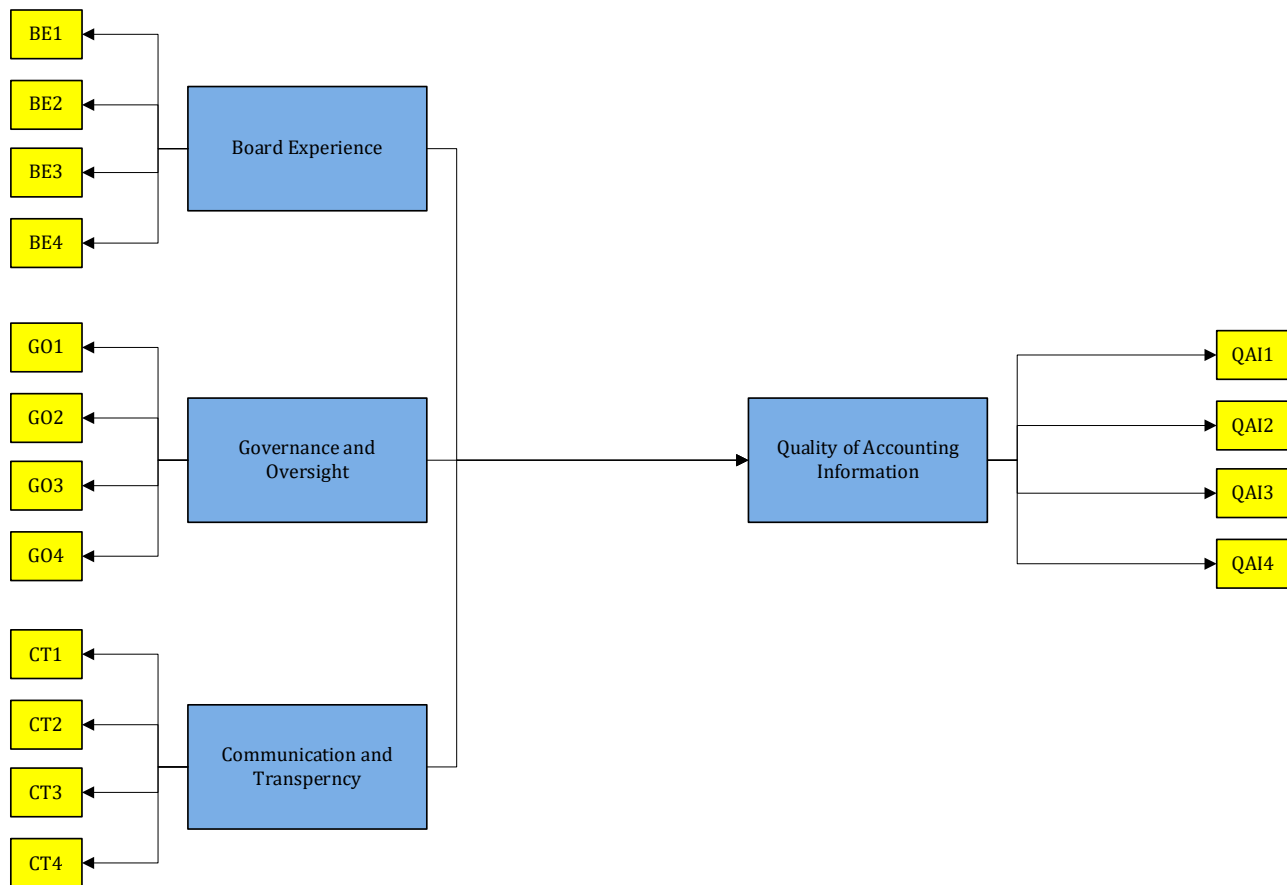 BE1
BE2
BE3
BE4
Board Experience
GO1
GO2
GO3
GO4
Governance and
Oversight
CT1
CT2
CT3
CT4
Communication and
Transperncy
Quality of Accounting
Information
QAI1
QAI2
QAI3
QAI4